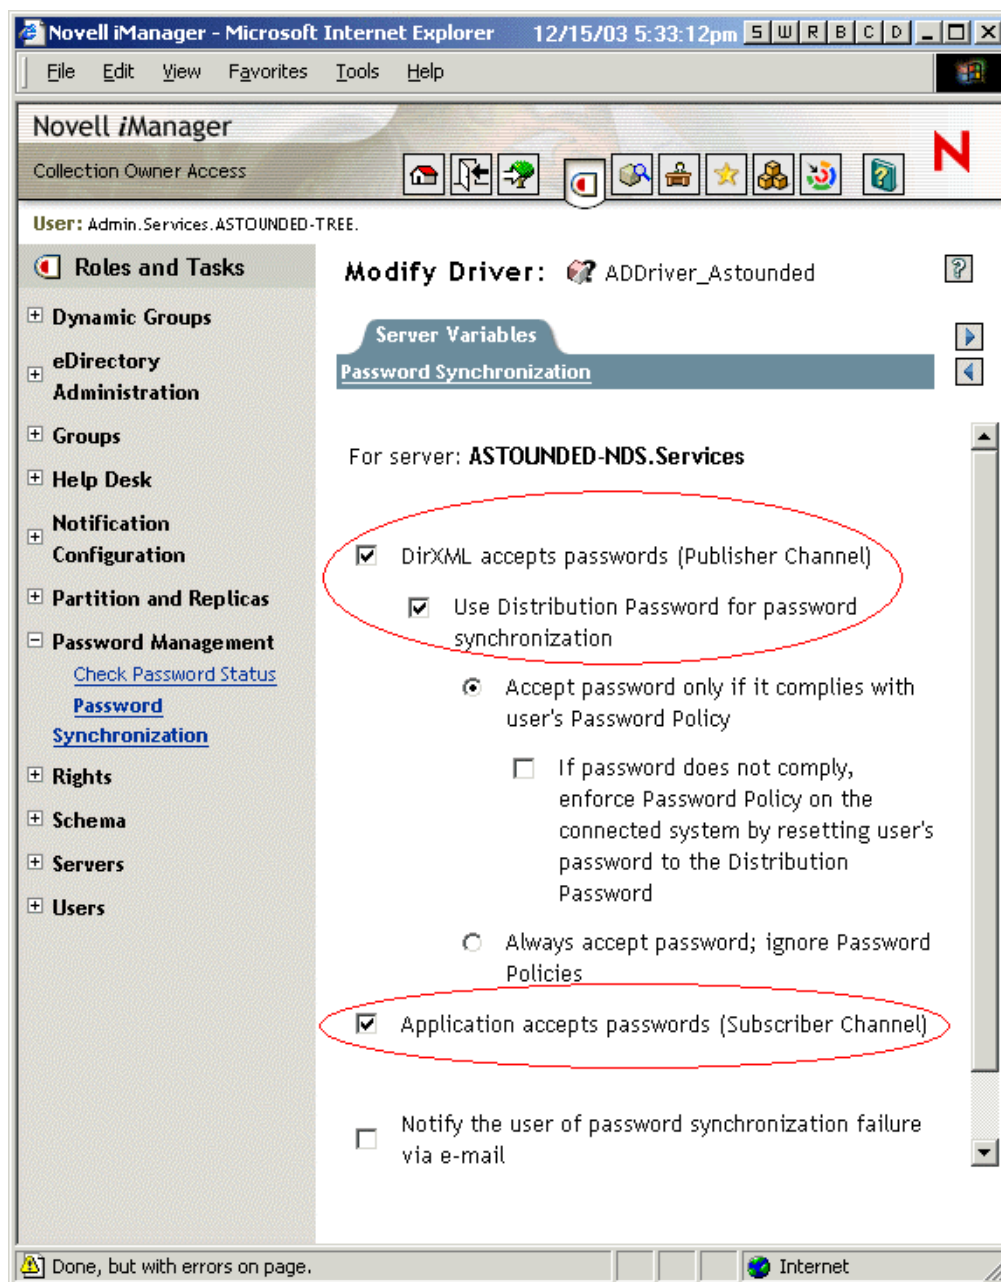 Novell iManager - Microsoft Internet Explorer 12/15/03 5:33:12pm S W R B C D
File Edit View Favorites Tools Help
Novell iManager
Collection Owner Access
N
User: Admin.Services.ASTOUNDED-TREE.
Roles and Tasks
Dynamic Groups
eDirectory
Administration
Groups
Help Desk
Notification
Configuration
Partition and Replicas
Password Management
Check Password Status
Password
Synchronization
Rights
Schema
Servers
Users
Modify Driver: ADDriver_Astounded
Server Variables
Password Synchronization
For server: ASTOUNDED-NDS.Services
DirXML accepts passwords (Publisher Channel)
Use Distribution Password for password
synchronization
Accept password only if it complies with
user's Password Policy
If password does not comply,
enforce Password Policy on the
connected system by resetting user's
password to the Distribution
Password
Always accept password; ignore Password
Policies
Application accepts passwords (Subscriber Channel)
Notify the user of password synchronization failure
via e-mail
Done, but with errors on page.
Internet